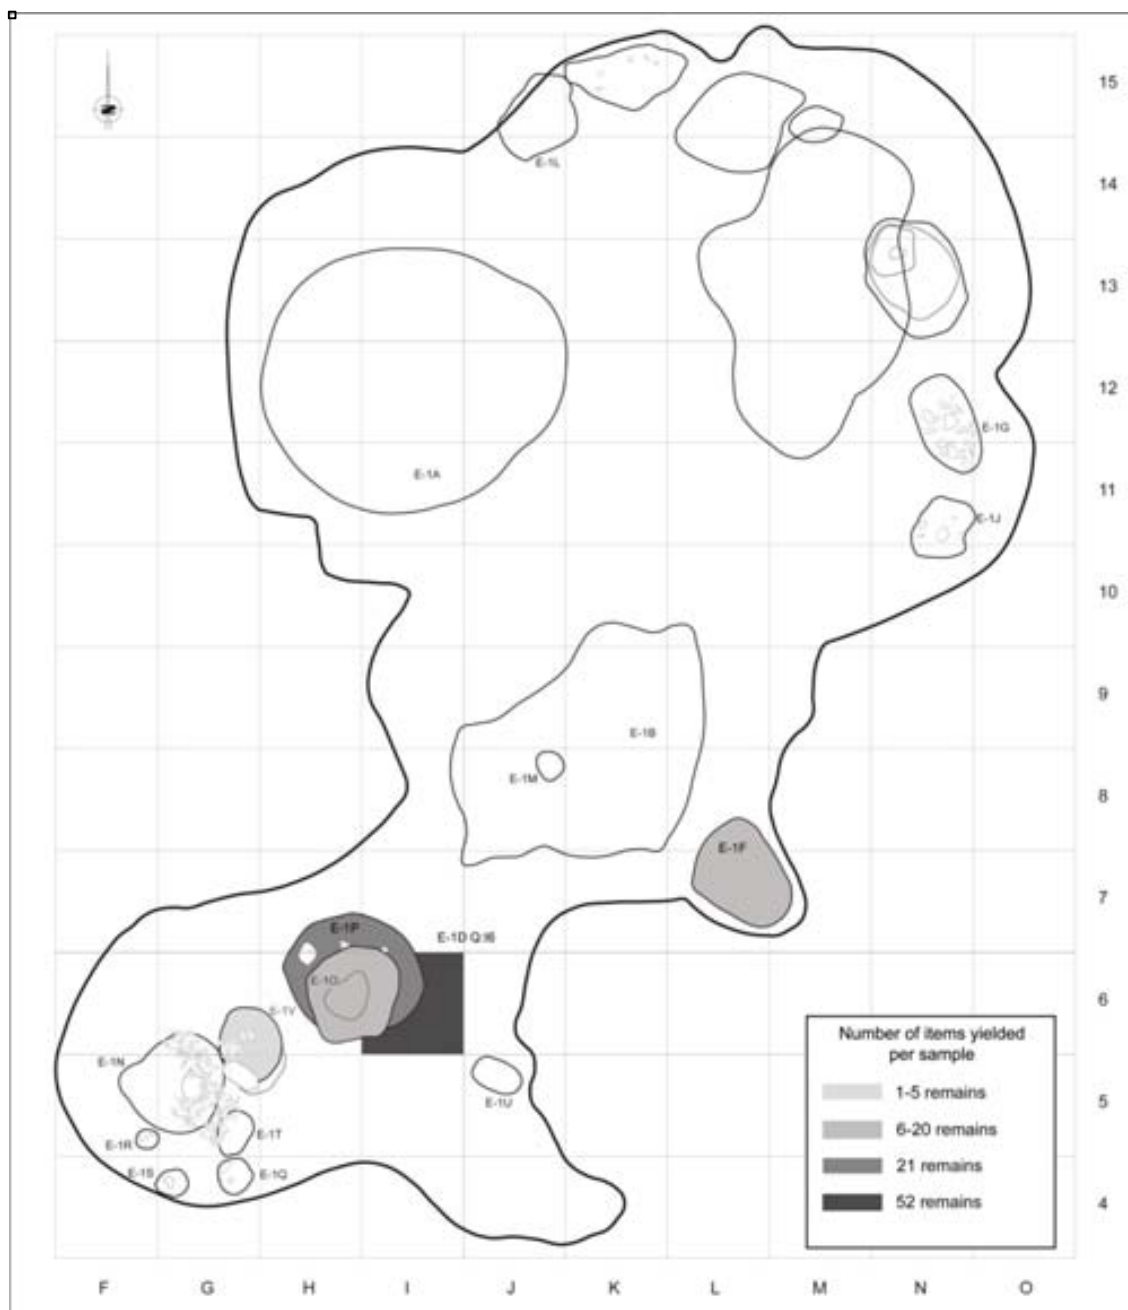 15
E-1L
14
13
12
E-1G
E-1A
11
E-1J
10
9
E-1B
E-1M
8
E-1F
7
E-1P
E-1D Q:I6
E-1O
6
E-1V
E-1N
E-1U
5
E-1T
E-1R
E-1S
E-1Q
4
Number of items yielded
per sample
1-5 remains
6-20 remains
21 remains
52 remains
F G H I J K L M N O